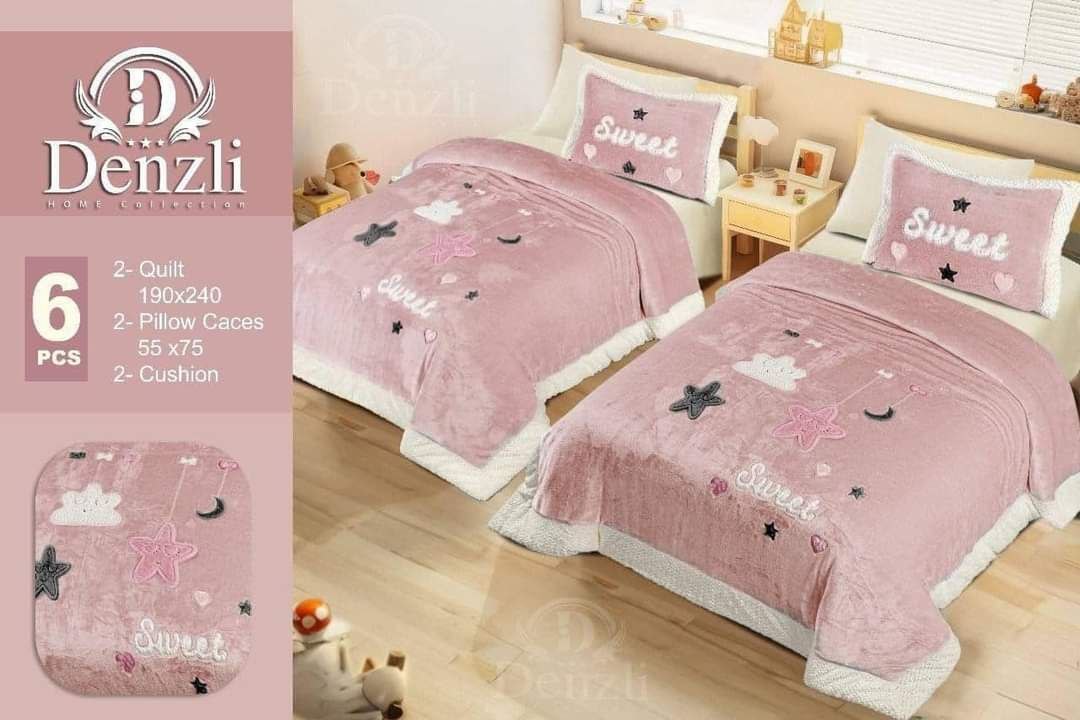 D
Denzli
HOME Collection
6
PCS
2- Quilt
190x240
2- Pillow Caces
55 x75
2- Cushion
Sweet
Denzli
Sweet
Sweet
Sweet
Sweet
Denzli